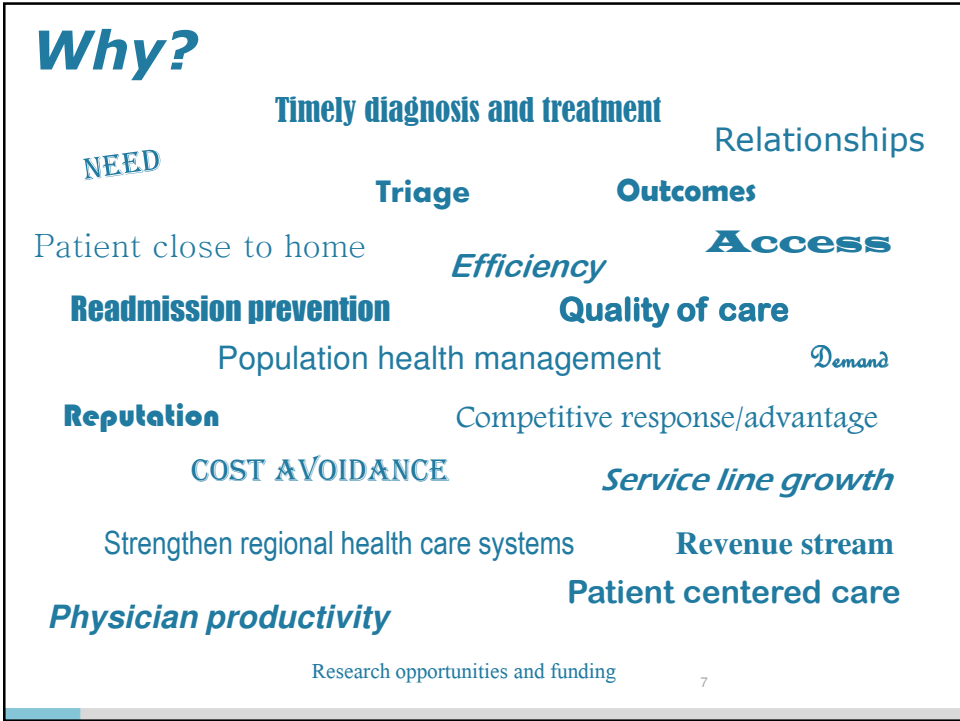 Why?
Timely diagnosis and treatment
Relationships
NEED
Triage
Outcomes
Patient close to home
Efficiency
Access
Readmission prevention
Quality of care
Population health management
Demand
Reputation
Competitive response/advantage
COST AVOIDANCE
Service line growth
Strengthen regional health care systems
Revenue stream
Patient centered care
Physician productivity
Research opportunities and funding
7